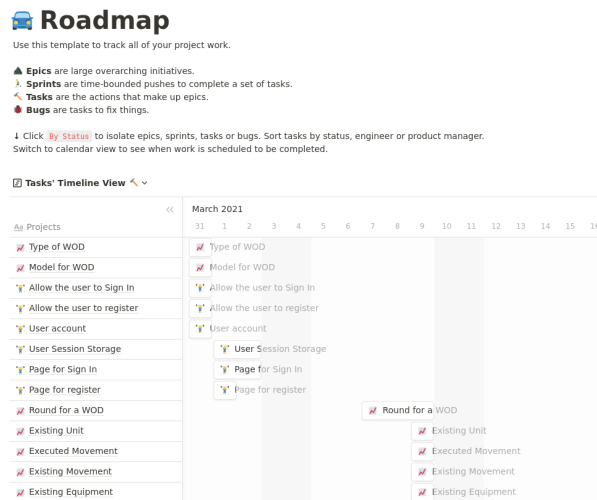 Roadmap
Use this template to track all of your project work.
Epics are large overarching initiatives.
Sprints are time-bounded pushes to complete a set of tasks.
Tasks are the actions that make up epics.
Bugs are tasks to fix things.
↓ Click By Status to isolate epics, sprints, tasks or bugs. Sort tasks by status, engineer or product manager.
Switch to calendar view to see when work is scheduled to be completed.
Tasks' Timeline View
March 2021
Aa Projects 31 1 2 3 4 5 6 7 8 9 10 11 12 13 14 15 16
Type of WOD Type of WOD
Model for WOD Model for WOD
Allow the user to Sign In Allow the user to Sign In
Allow the user to register Allow the user to register
User account User account
User Session Storage User Session Storage
Page for Sign In Page for Sign In
Page for register Page for register
Round for a WOD Round for a WOD
Existing Unit Existing Unit
Executed Movement Executed Movement
Existing Movement Existing Movement
Existing Equipment Existing Equipment